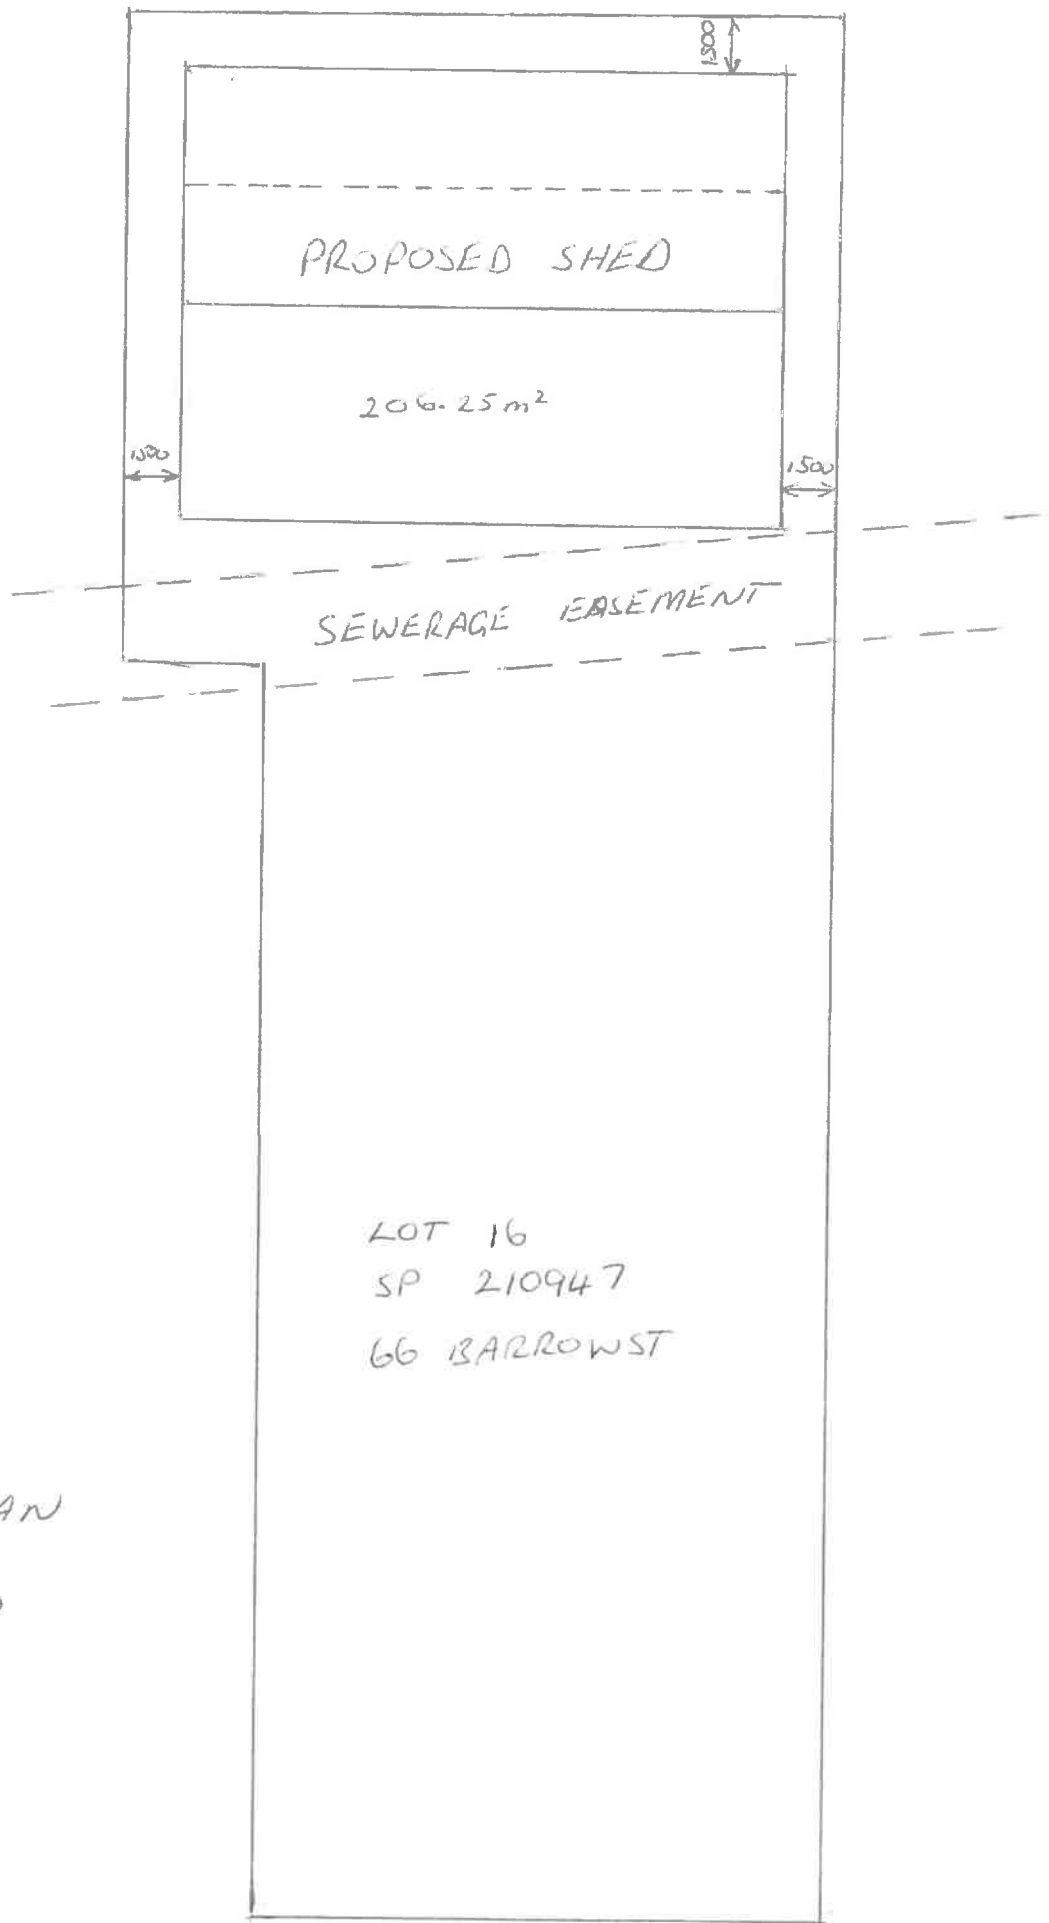 1500
PROPOSED SHED
206.25m²
1500
1500
SEWERAGE EASEMENT
LOT 16
SP 210947
66 BARROW ST
AN